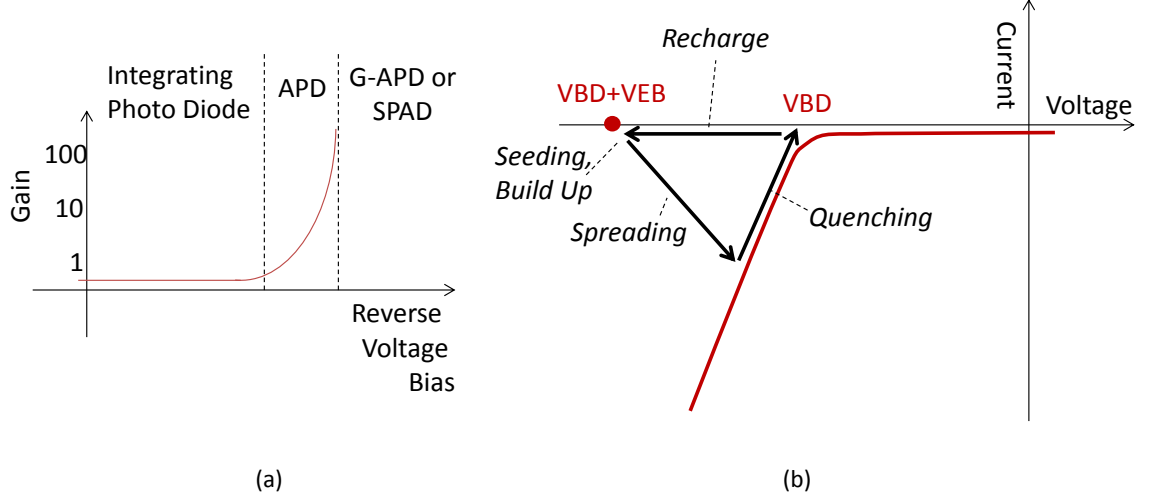 Integrating
Photo Diode
APD
G-APD or
SPAD
Gain
100
10
1
Reverse
Voltage
Bias
(a)
Recharge
VBD+VEB
VBD
Current
Voltage
Seeding,
Build Up
Spreading
Quenching
(b)